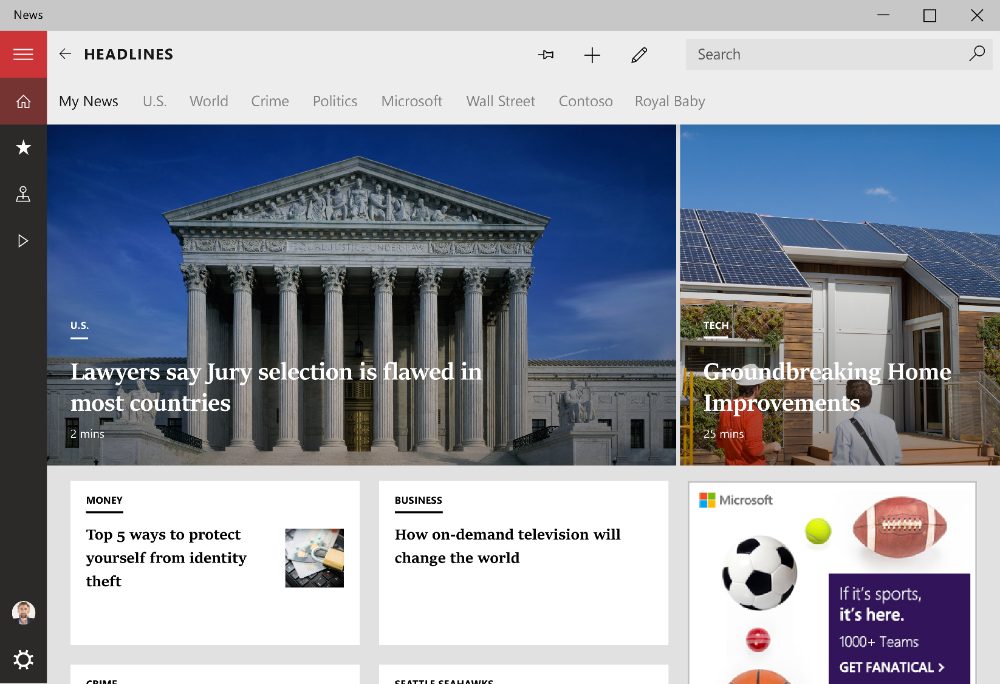 News
HEADLINES
Search
My News U.S. World Crime Politics Microsoft Wall Street Contoso Royal Baby
EQUAL JUSTICE UNDER LAW
U.S.
Lawyers say Jury selection is flawed in
most countries
2 mins
TECH
Groundbreaking Home
Improvements
25 mins
MONEY
Top 5 ways to protect
yourself from identity
theft
BUSINESS
How on-demand television will
change the world
Microsoft
If it's sports,
it's here.
1000+ Teams
GET FANATICAL >
CRIME
SEATTLE SEAHAWKS